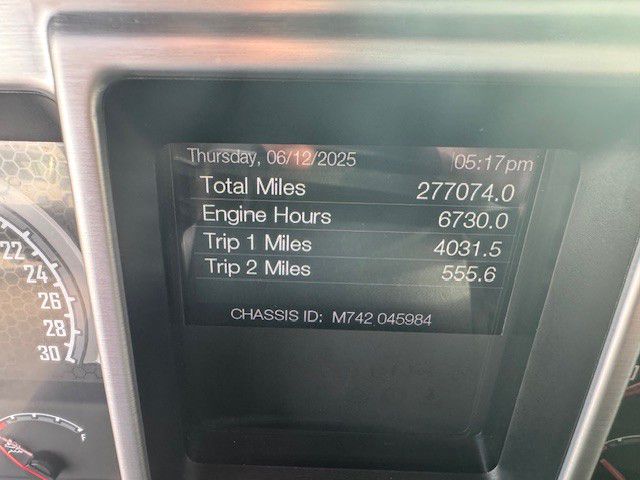 Thursday, 06/12/2025 05:17pm
Total Miles 277074.0
Engine Hours 6730.0
Trip 1 Miles 4031.5
Trip 2 Miles 555.6
CHASSIS ID: M742 045984
22
24
26
28
30
F